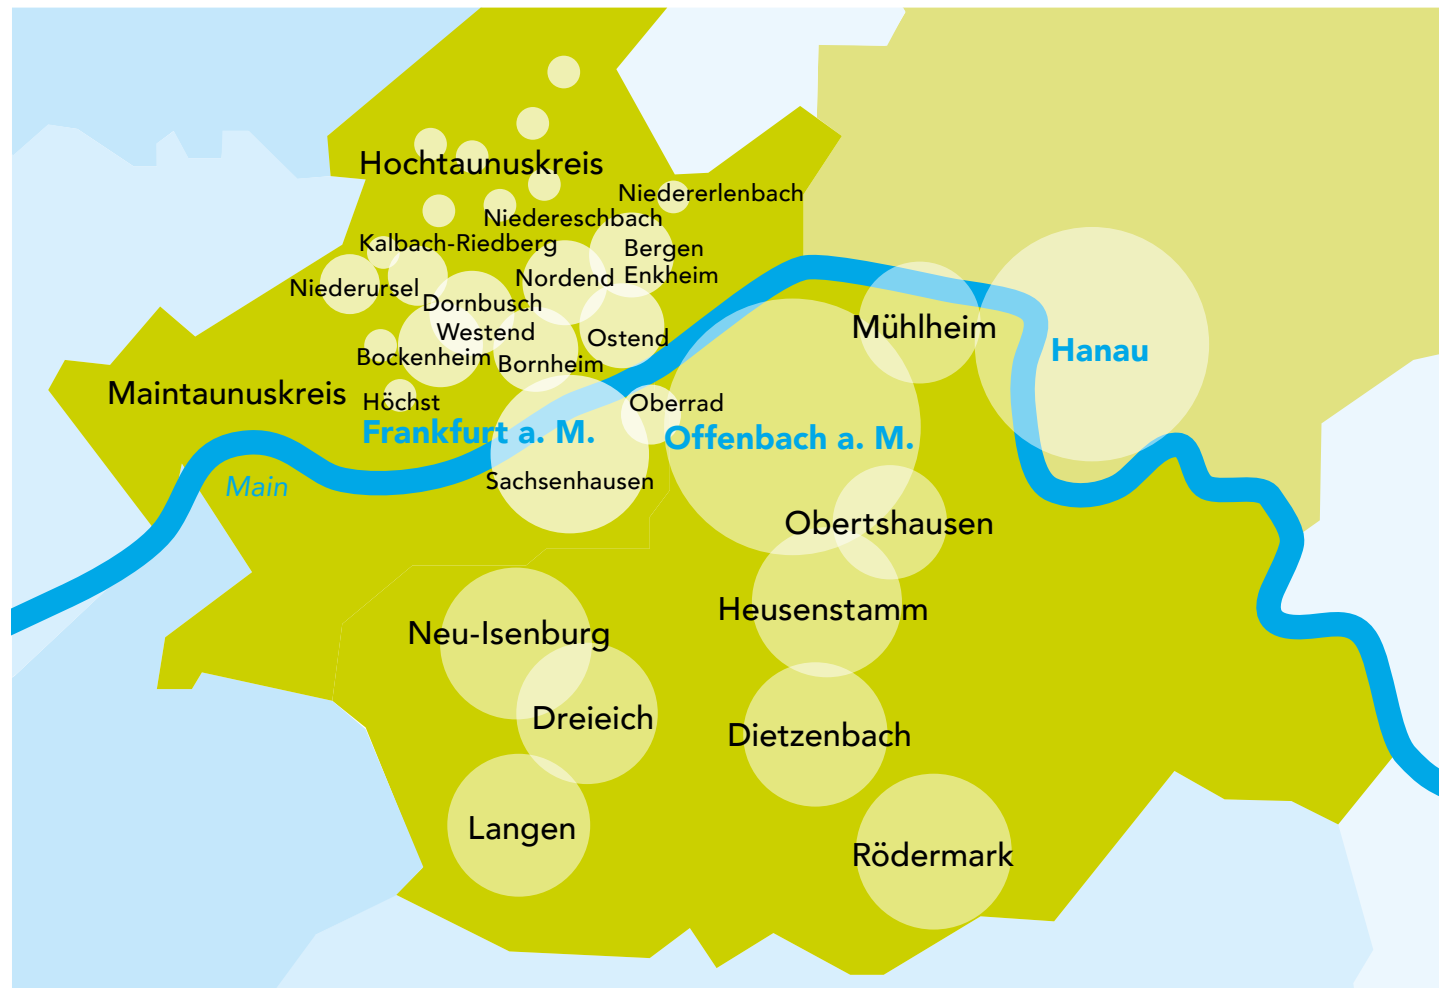 Hochtaunuskreis
Niedererlenbach
Niedereschbach
Kalbach-Riedberg
Bergen
Enkheim
Nordend
Niederursel
Dornbusch
Westend
Ostend
Mühlheim
Hanau
Bockenheim
Bornheim
Maintaunuskreis
Höchst
Oberrad
Frankfurt a. M.
Offenbach a. M.
Main
Sachsenhausen
Obertshausen
Heusenstamm
Neu-Isenburg
Dreieich
Dietzenbach
Langen
Rödermark